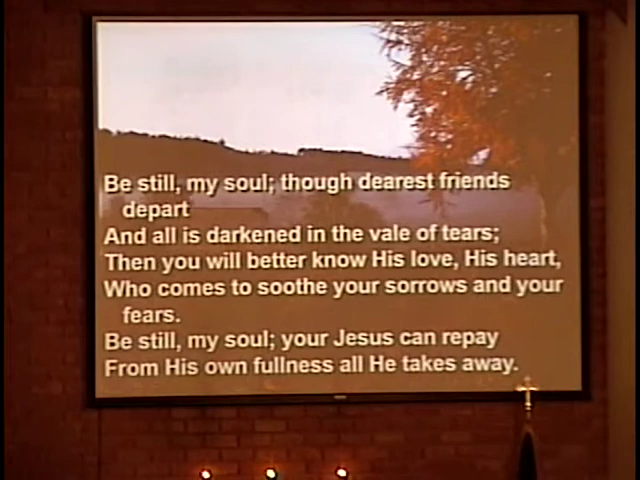 Be still, my soul; though dearest friends
depart
And all is darkened in the vale of tears;
Then you will better know His love, His heart,
Who comes to soothe your sorrows and your
fears.
Be still, my soul; your Jesus can repay
From His own fullness all He takes away.